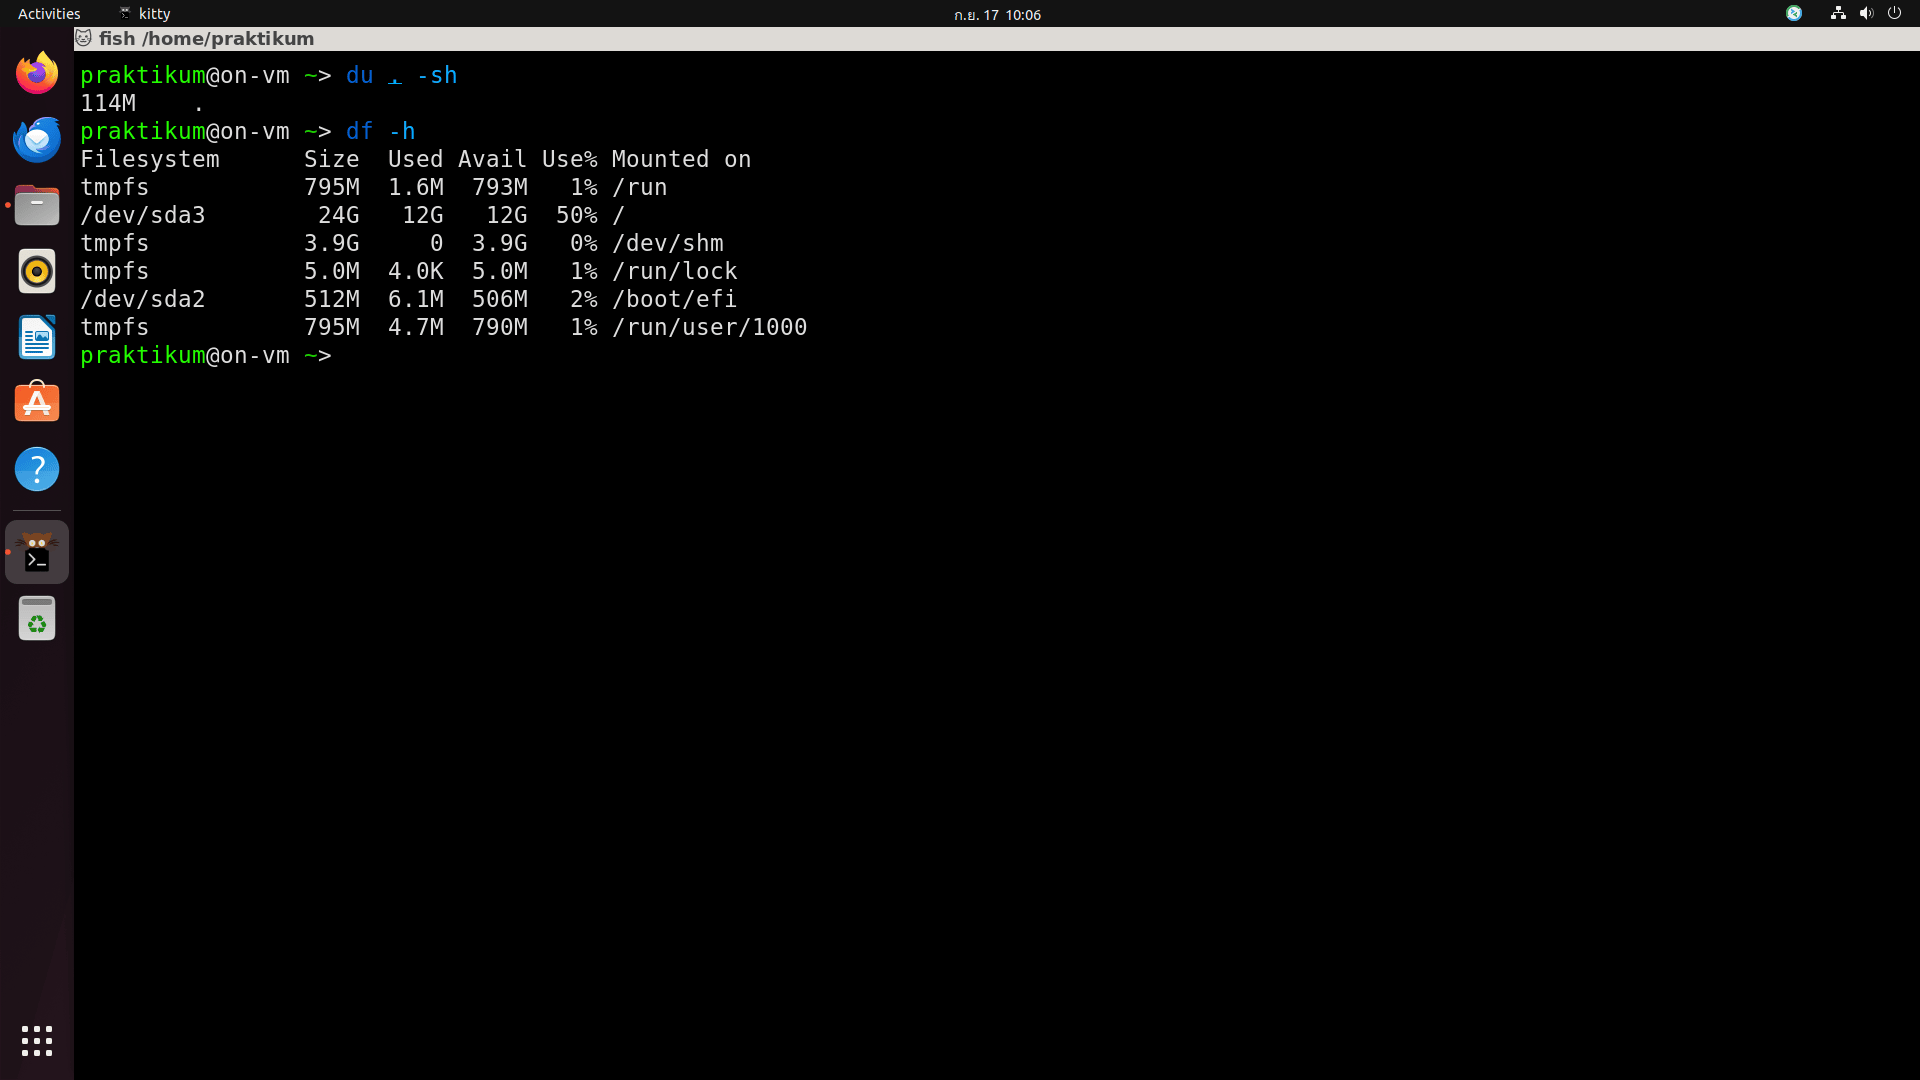 Activities kitty ก.ย. 17 10:06
fish /home/praktikum
praktikum@on-vm ~> du . -sh
114M    .
praktikum@on-vm ~> df -h
Filesystem      Size  Used Avail Use% Mounted on
tmpfs           795M  1.6M  793M   1% /run
/dev/sda3        24G   12G   12G  50% /
tmpfs           3.9G     0  3.9G   0% /dev/shm
tmpfs           5.0M  4.0K  5.0M   1% /run/lock
/dev/sda2       512M  6.1M  506M   2% /boot/efi
tmpfs           795M  4.7M  790M   1% /run/user/1000
praktikum@on-vm ~>